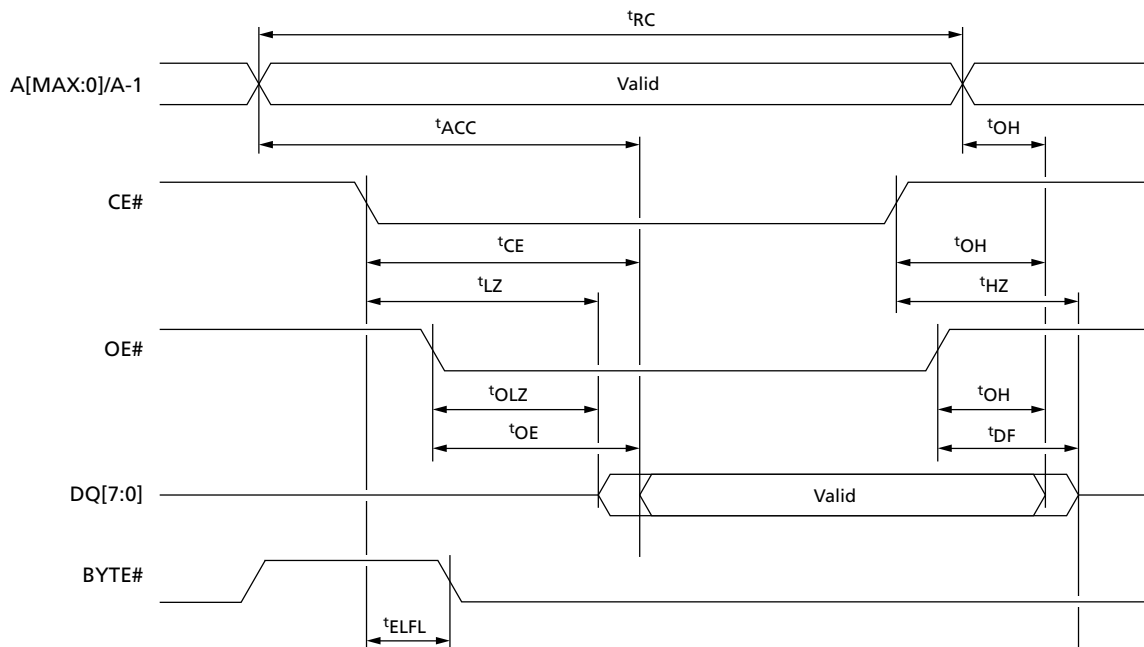 tRC
A[MAX:0]/A-1
Valid
tACC
tOH
CE#
tCE
tOH
tLZ
tHZ
OE#
tOLZ
tOH
tOE
tDF
DQ[7:0]
Valid
BYTE#
tELFL